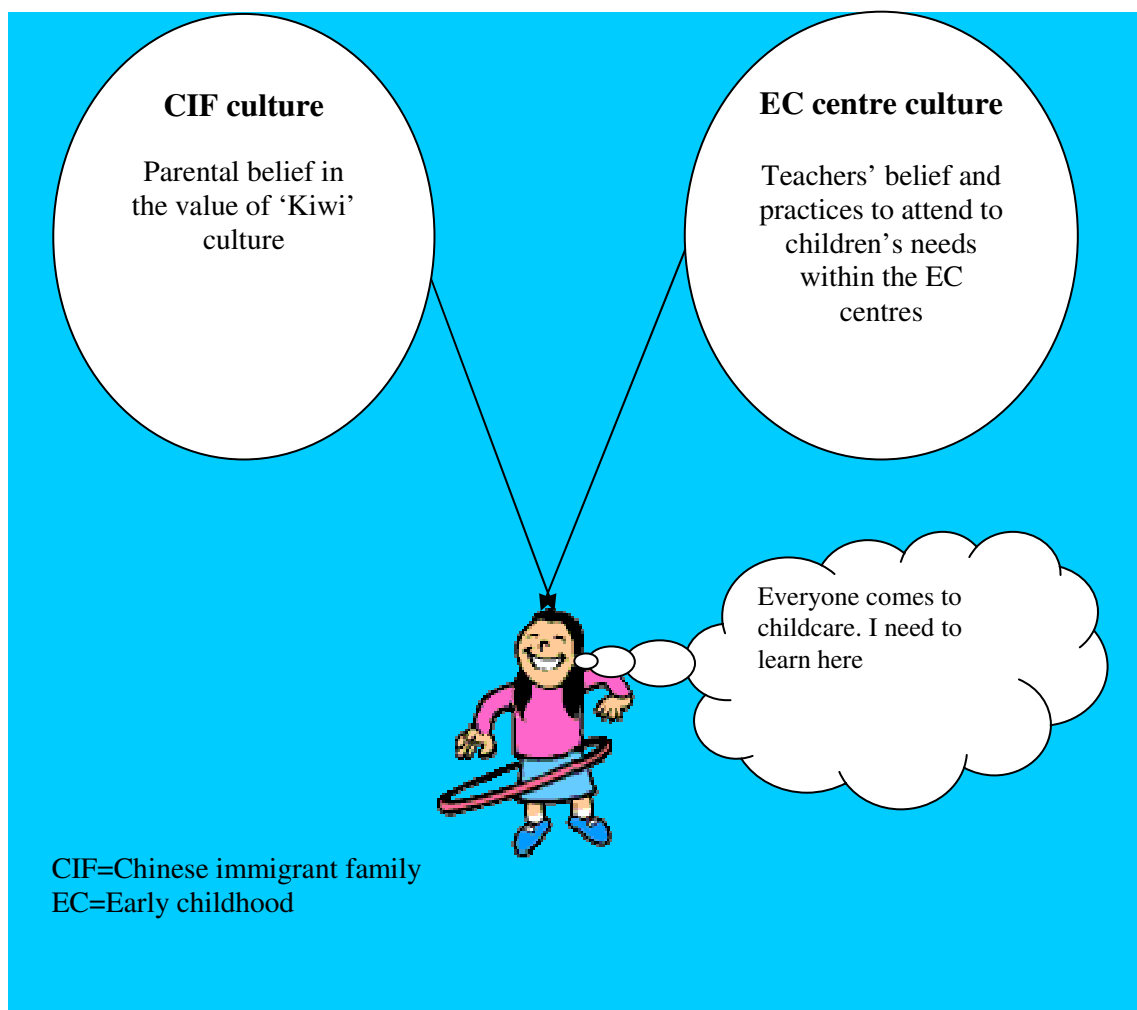 CIF culture
Parental belief in
the value of ‘Kiwi’
culture
EC centre culture
Teachers’ belief and
practices to attend to
children’s needs
within the EC
centres
Everyone comes to
childcare. I need to
learn here
CIF=Chinese immigrant family
EC=Early childhood